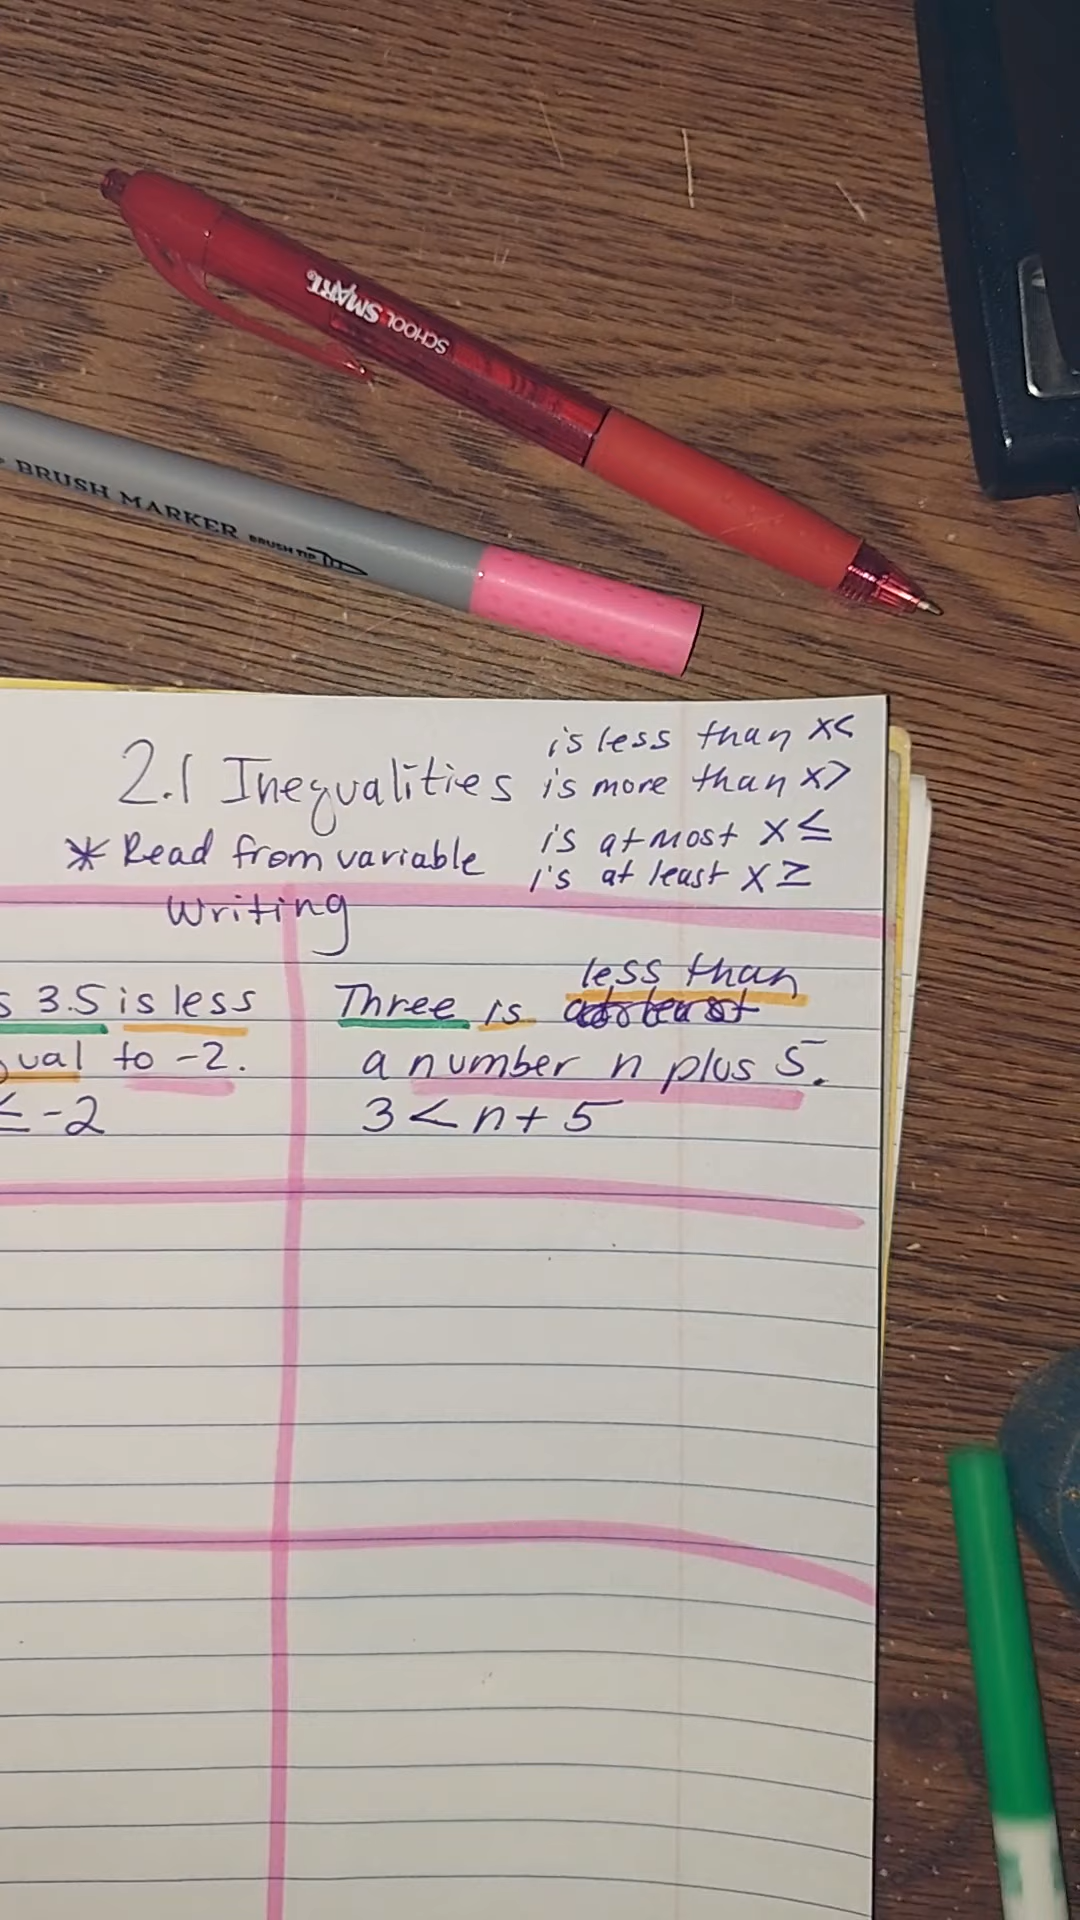 SCHOOL SMART
BRUSH MARKER BRUSH TIP
2.1 Inequalities
* Read from variable
is less than x<
is more than x>
is at most x≤
is at least x≥
Writing
3.5 is less
to -2.
-2
less than
Three is
a number n plus 5.
3 < n + 5